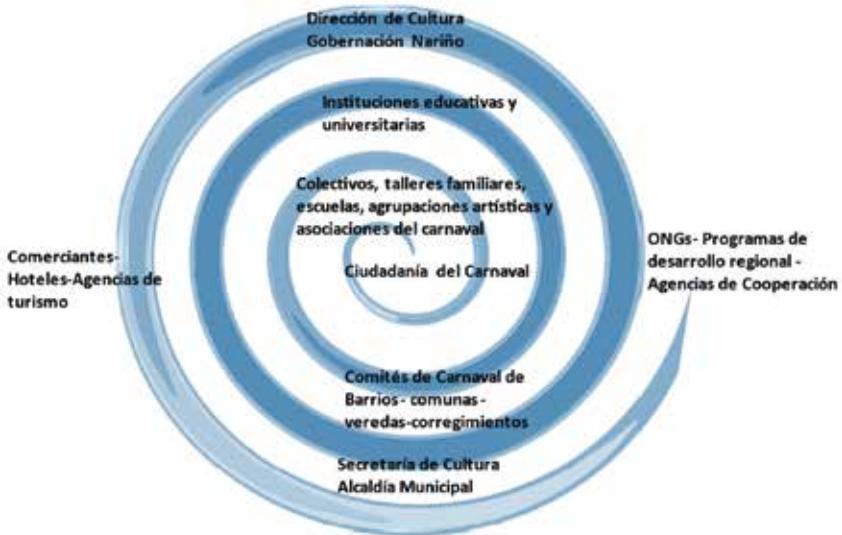 Dirección de Cultura
Gobernación Nariño
Instituciones educativas y
universitarias
Colectivos, talleres familiares,
escuelas, agrupaciones artísticas y
asociaciones del carnaval
Comerciantes-
Hoteles-Agencias de
turismo
Ciudadanía del Carnaval
ONGs- Programas de
desarrollo regional -
Agencias de Cooperación
Comités de Carnaval de
Barrios- comunas-
veredas-corregimientos
Secretaría de Cultura
Alcaldía Municipal